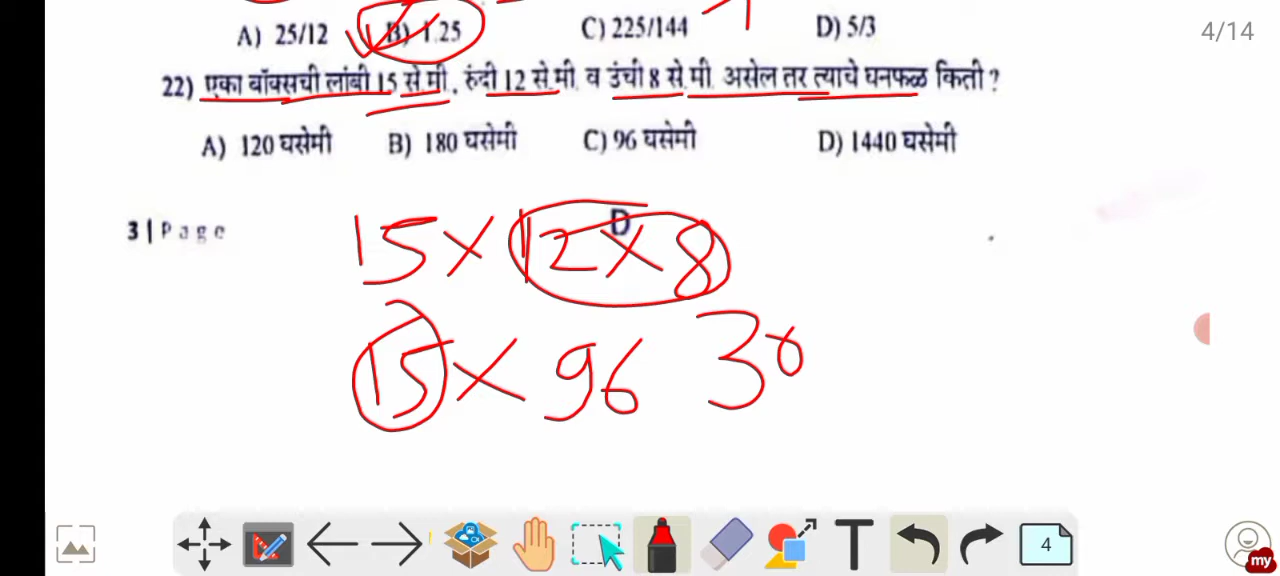 A) 25/12 B) 1.25 C) 225/144 D) 5/3
4/14
22) एका बॉक्सची लांबी 15 से मी , रुंदी 12 से मी व उंची 8 से मी असेल तर त्याचे घनफळ किती ?
A) 120 घसेमी B) 180 घसेमी C) 96 घसेमी D) 1440 घसेमी
3 | Page
D
15 × 12 × 8
15 × 96 30
T
4
my